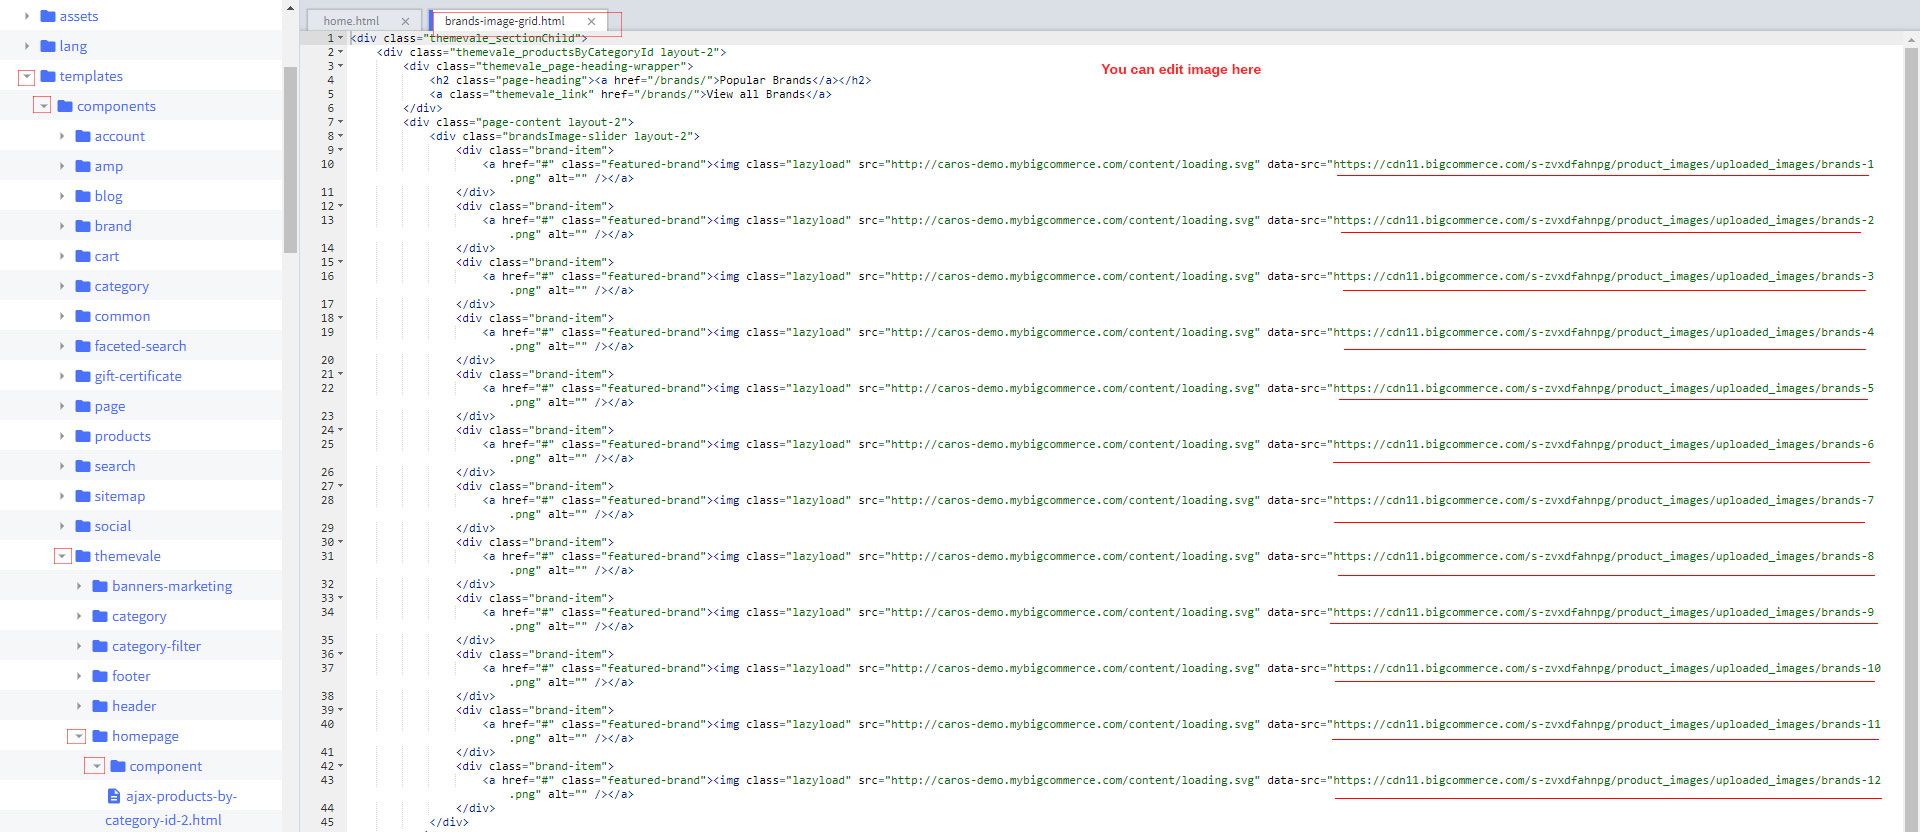 assets
lang
templates
components
account
amp
blog
brand
cart
category
common
faceted-search
gift-certificate
page
products
search
sitemap
social
themevale
banners-marketing
category
category-filter
footer
header
homepage
component
ajax-products-by-
category-id-2.html
home.html
brands-image-grid.html
You can edit image here
1 <div class="themevale_sectionChild">
2 <div class="themevale_productsByCategoryId layout-2">
3 <div class="themevale_page-heading-wrapper">
4 <h2 class="page-heading"><a href="/brands/">Popular Brands</a></h2>
5 <a class="themevale_link" href="/brands/">View all Brands</a>
6 </div>
7 <div class="page-content layout-2">
8 <div class="brandsImage-slider layout-2">
9 <div class="brand-item">
10 <a href="#" class="featured-brand"><img class="lazyload" src="http://caros-demo.mybigcommerce.com/content/loading.svg" data-src="https://cdn11.bigcommerce.com/s-zvxdfahnpg/product_images/uploaded_images/brands-1
.png" alt="" /></a>
11 </div>
12 <div class="brand-item">
13 <a href="#" class="featured-brand"><img class="lazyload" src="http://caros-demo.mybigcommerce.com/content/loading.svg" data-src="https://cdn11.bigcommerce.com/s-zvxdfahnpg/product_images/uploaded_images/brands-2
.png" alt="" /></a>
14 </div>
15 <div class="brand-item">
16 <a href="#" class="featured-brand"><img class="lazyload" src="http://caros-demo.mybigcommerce.com/content/loading.svg" data-src="https://cdn11.bigcommerce.com/s-zvxdfahnpg/product_images/uploaded_images/brands-3
.png" alt="" /></a>
17 </div>
18 <div class="brand-item">
19 <a href="#" class="featured-brand"><img class="lazyload" src="http://caros-demo.mybigcommerce.com/content/loading.svg" data-src="https://cdn11.bigcommerce.com/s-zvxdfahnpg/product_images/uploaded_images/brands-4
.png" alt="" /></a>
20 </div>
21 <div class="brand-item">
22 <a href="#" class="featured-brand"><img class="lazyload" src="http://caros-demo.mybigcommerce.com/content/loading.svg" data-src="https://cdn11.bigcommerce.com/s-zvxdfahnpg/product_images/uploaded_images/brands-5
.png" alt="" /></a>
23 </div>
24 <div class="brand-item">
25 <a href="#" class="featured-brand"><img class="lazyload" src="http://caros-demo.mybigcommerce.com/content/loading.svg" data-src="https://cdn11.bigcommerce.com/s-zvxdfahnpg/product_images/uploaded_images/brands-6
.png" alt="" /></a>
26 </div>
27 <div class="brand-item">
28 <a href="#" class="featured-brand"><img class="lazyload" src="http://caros-demo.mybigcommerce.com/content/loading.svg" data-src="https://cdn11.bigcommerce.com/s-zvxdfahnpg/product_images/uploaded_images/brands-7
.png" alt="" /></a>
29 </div>
30 <div class="brand-item">
31 <a href="#" class="featured-brand"><img class="lazyload" src="http://caros-demo.mybigcommerce.com/content/loading.svg" data-src="https://cdn11.bigcommerce.com/s-zvxdfahnpg/product_images/uploaded_images/brands-8
.png" alt="" /></a>
32 </div>
33 <div class="brand-item">
34 <a href="#" class="featured-brand"><img class="lazyload" src="http://caros-demo.mybigcommerce.com/content/loading.svg" data-src="https://cdn11.bigcommerce.com/s-zvxdfahnpg/product_images/uploaded_images/brands-9
.png" alt="" /></a>
35 </div>
36 <div class="brand-item">
37 <a href="#" class="featured-brand"><img class="lazyload" src="http://caros-demo.mybigcommerce.com/content/loading.svg" data-src="https://cdn11.bigcommerce.com/s-zvxdfahnpg/product_images/uploaded_images/brands-10
.png" alt="" /></a>
38 </div>
39 <div class="brand-item">
40 <a href="#" class="featured-brand"><img class="lazyload" src="http://caros-demo.mybigcommerce.com/content/loading.svg" data-src="https://cdn11.bigcommerce.com/s-zvxdfahnpg/product_images/uploaded_images/brands-11
.png" alt="" /></a>
41 </div>
42 <div class="brand-item">
43 <a href="#" class="featured-brand"><img class="lazyload" src="http://caros-demo.mybigcommerce.com/content/loading.svg" data-src="https://cdn11.bigcommerce.com/s-zvxdfahnpg/product_images/uploaded_images/brands-12
.png" alt="" /></a>
44 </div>
45 </div>